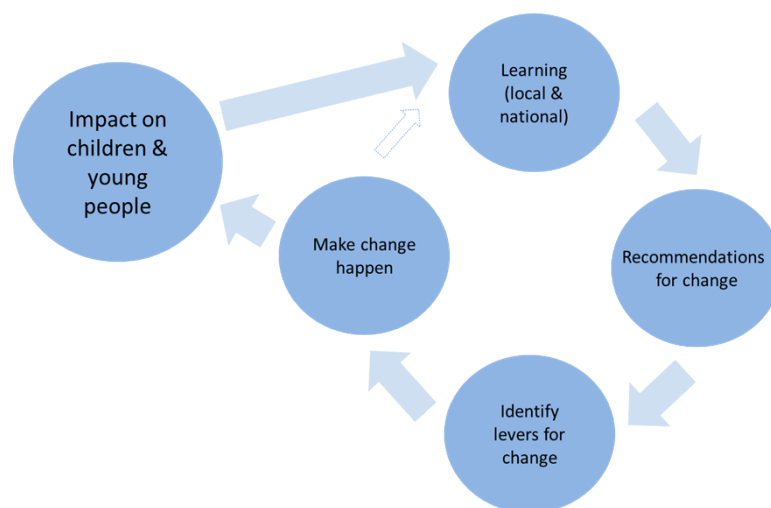 Learning
(local &
national)
Impact on
children &
young
people
Make change
happen
Recommendations
for change
Identify
levers for
change